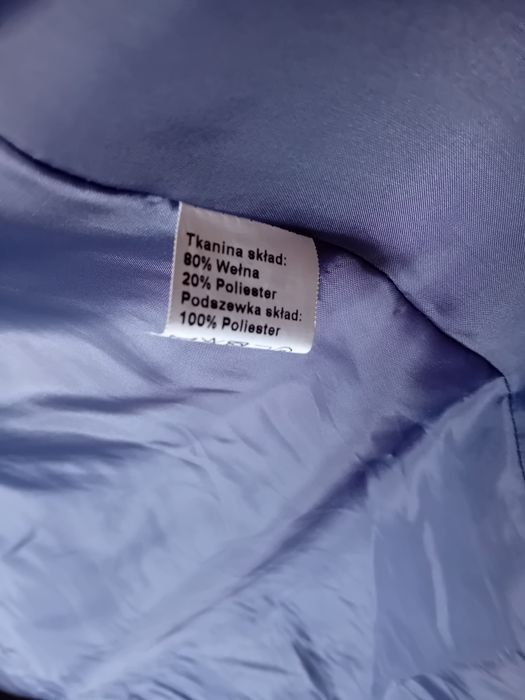 Tkanina skład:
80% Wełna
20% Poliester
Podszewka skład:
100% Poliester